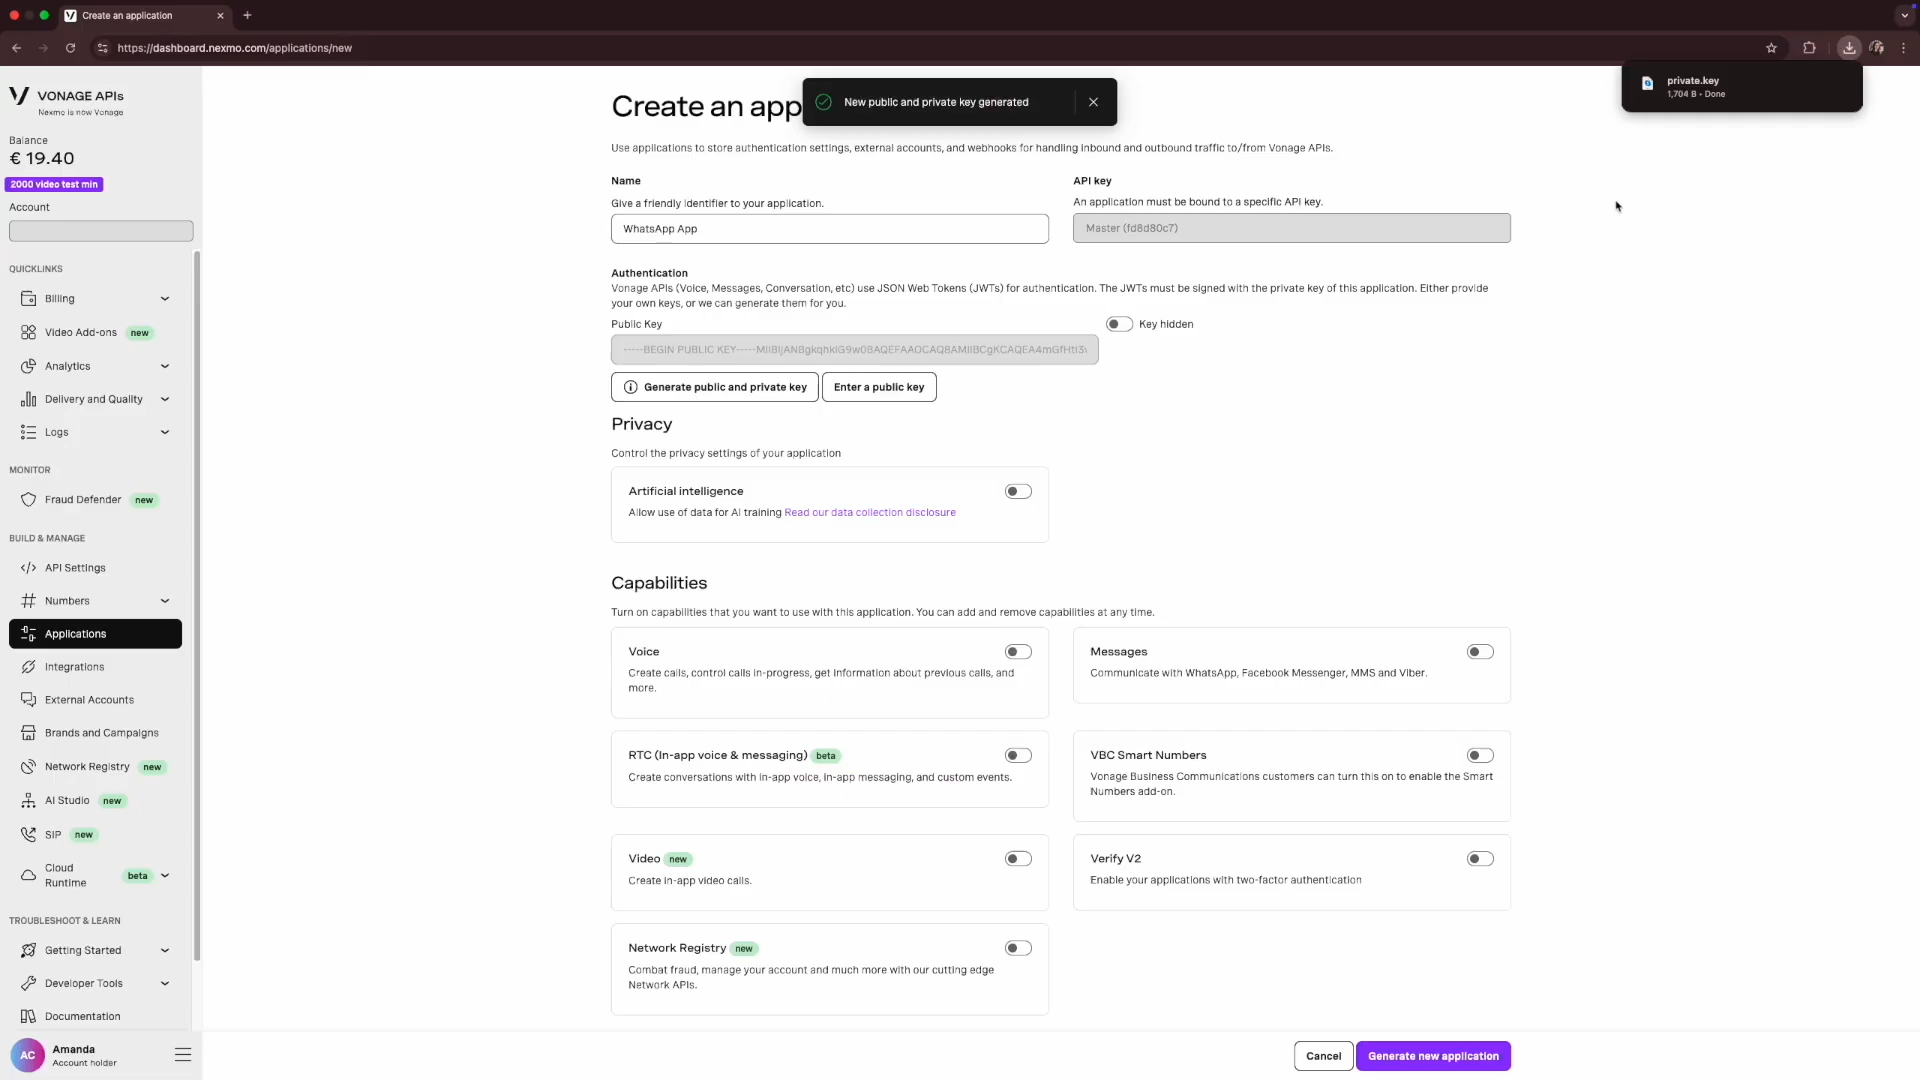 Create an application
https://dashboard.nexmo.com/applications/new
private.key
1,704 B • Done
VONAGE APIs
Nexmo is now Vonage
Balance
€ 19.40
2000 video test min
Account
QUICKLINKS
Billing
Video Add-ons new
Analytics
Delivery and Quality
Logs
MONITOR
Fraud Defender new
BUILD & MANAGE
API Settings
Numbers
Applications
Integrations
External Accounts
Brands and Campaigns
Network Registry new
AI Studio new
SIP new
Cloud
Runtime
beta
TROUBLESHOOT & LEARN
Getting Started
Developer Tools
Documentation
AC
Amanda
Account holder
Create an app
New public and private key generated
Use applications to store authentication settings, external accounts, and webhooks for handling inbound and outbound traffic to/from Vonage APIs.
Name
Give a friendly identifier to your application.
WhatsApp App
API key
An application must be bound to a specific API key.
Master (fd8d80c7)
Authentication
Vonage APIs (Voice, Messages, Conversation, etc) use JSON Web Tokens (JWTs) for authentication. The JWTs must be signed with the private key of this application. Either provide
your own keys, or we can generate them for you.
Public Key
Key hidden
-----BEGIN PUBLIC KEY-----
Generate public and private key
Enter a public key
Privacy
Control the privacy settings of your application
Artificial intelligence
Allow use of data for AI training Read our data collection disclosure
Capabilities
Turn on capabilities that you want to use with this application. You can add and remove capabilities at any time.
Voice
Create calls, control calls in-progress, get information about previous calls, and
more.
Messages
Communicate with WhatsApp, Facebook Messenger, MMS and Viber.
RTC (In-app voice & messaging) beta
Create conversations with in-app voice, in-app messaging, and custom events.
VBC Smart Numbers
Vonage Business Communications customers can turn this on to enable the Smart
Numbers add-on.
Video new
Create in-app video calls.
Verify V2
Enable your applications with two-factor authentication
Network Registry new
Combat fraud, manage your account and much more with our cutting edge
Network APIs.
Cancel
Generate new application